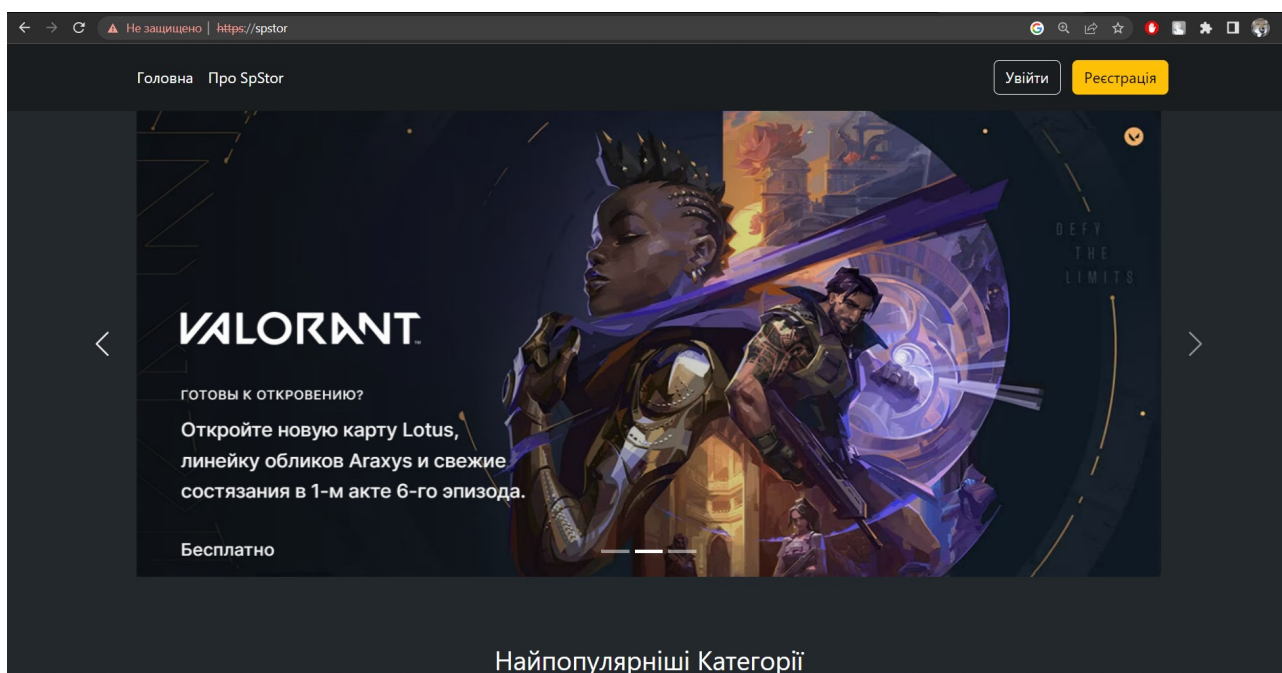 Не защищено | https://spstor
Головна Про SpStor Увійти Реєстрація
DEFY
THE
LIMITS
VALORANT
ГОТОВЫ К ОТКРОВЕНИЮ?
Откройте новую карту Lotus,
линейку обликов Araxys и свежие
состязания в 1-м акте 6-го эпизода.
Бесплатно
Найпопулярніші Категорії